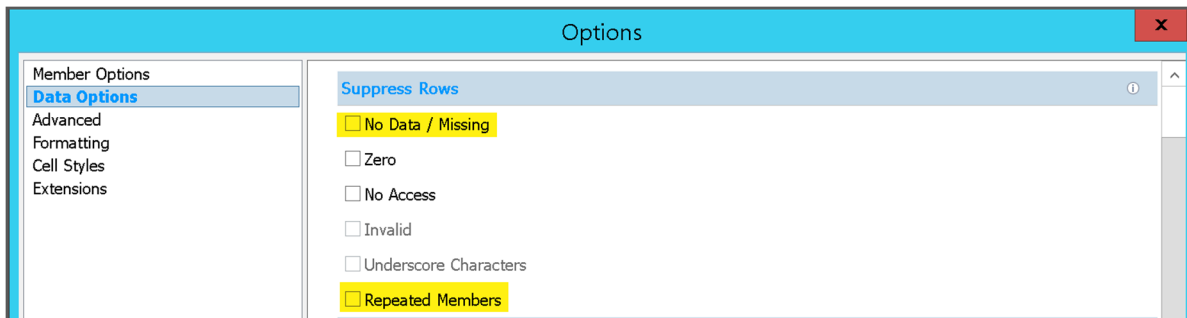 Options
x
Member Options
Data Options
Advanced
Formatting
Cell Styles
Extensions
Suppress Rows
No Data / Missing
Zero
No Access
Invalid
Underscore Characters
Repeated Members